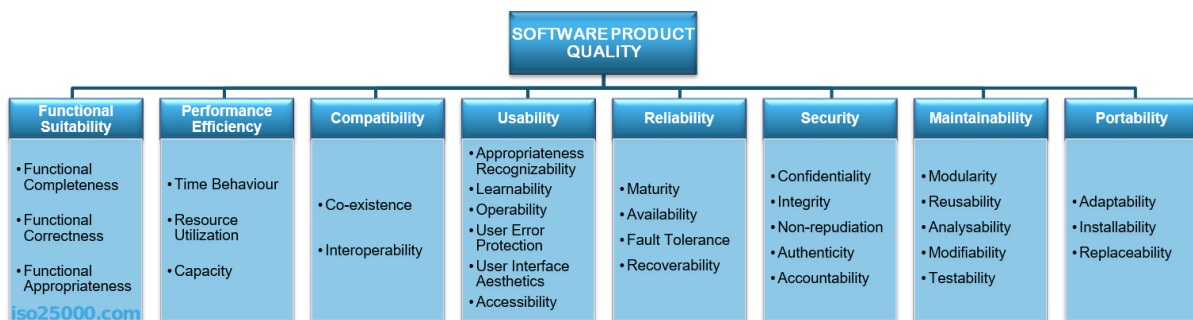 SOFTWARE PRODUCT
QUALITY
Functional
Suitability
• Functional
Completeness
• Functional
Correctness
• Functional
Appropriateness
Performance
Efficiency
• Time Behaviour
• Resource
Utilization
• Capacity
Compatibility
• Co-existence
• Interoperability
Usability
• Appropriateness
Recognizability
• Learnability
• Operability
• User Error
Protection
• User Interface
Aesthetics
• Accessibility
Reliability
• Maturity
• Availability
• Fault Tolerance
• Recoverability
Security
• Confidentiality
• Integrity
• Non-repudiation
• Authenticity
• Accountability
Maintainability
• Modularity
• Reusability
• Analysability
• Modifiability
• Testability
Portability
• Adaptability
• Installability
• Replaceability
iso25000.com